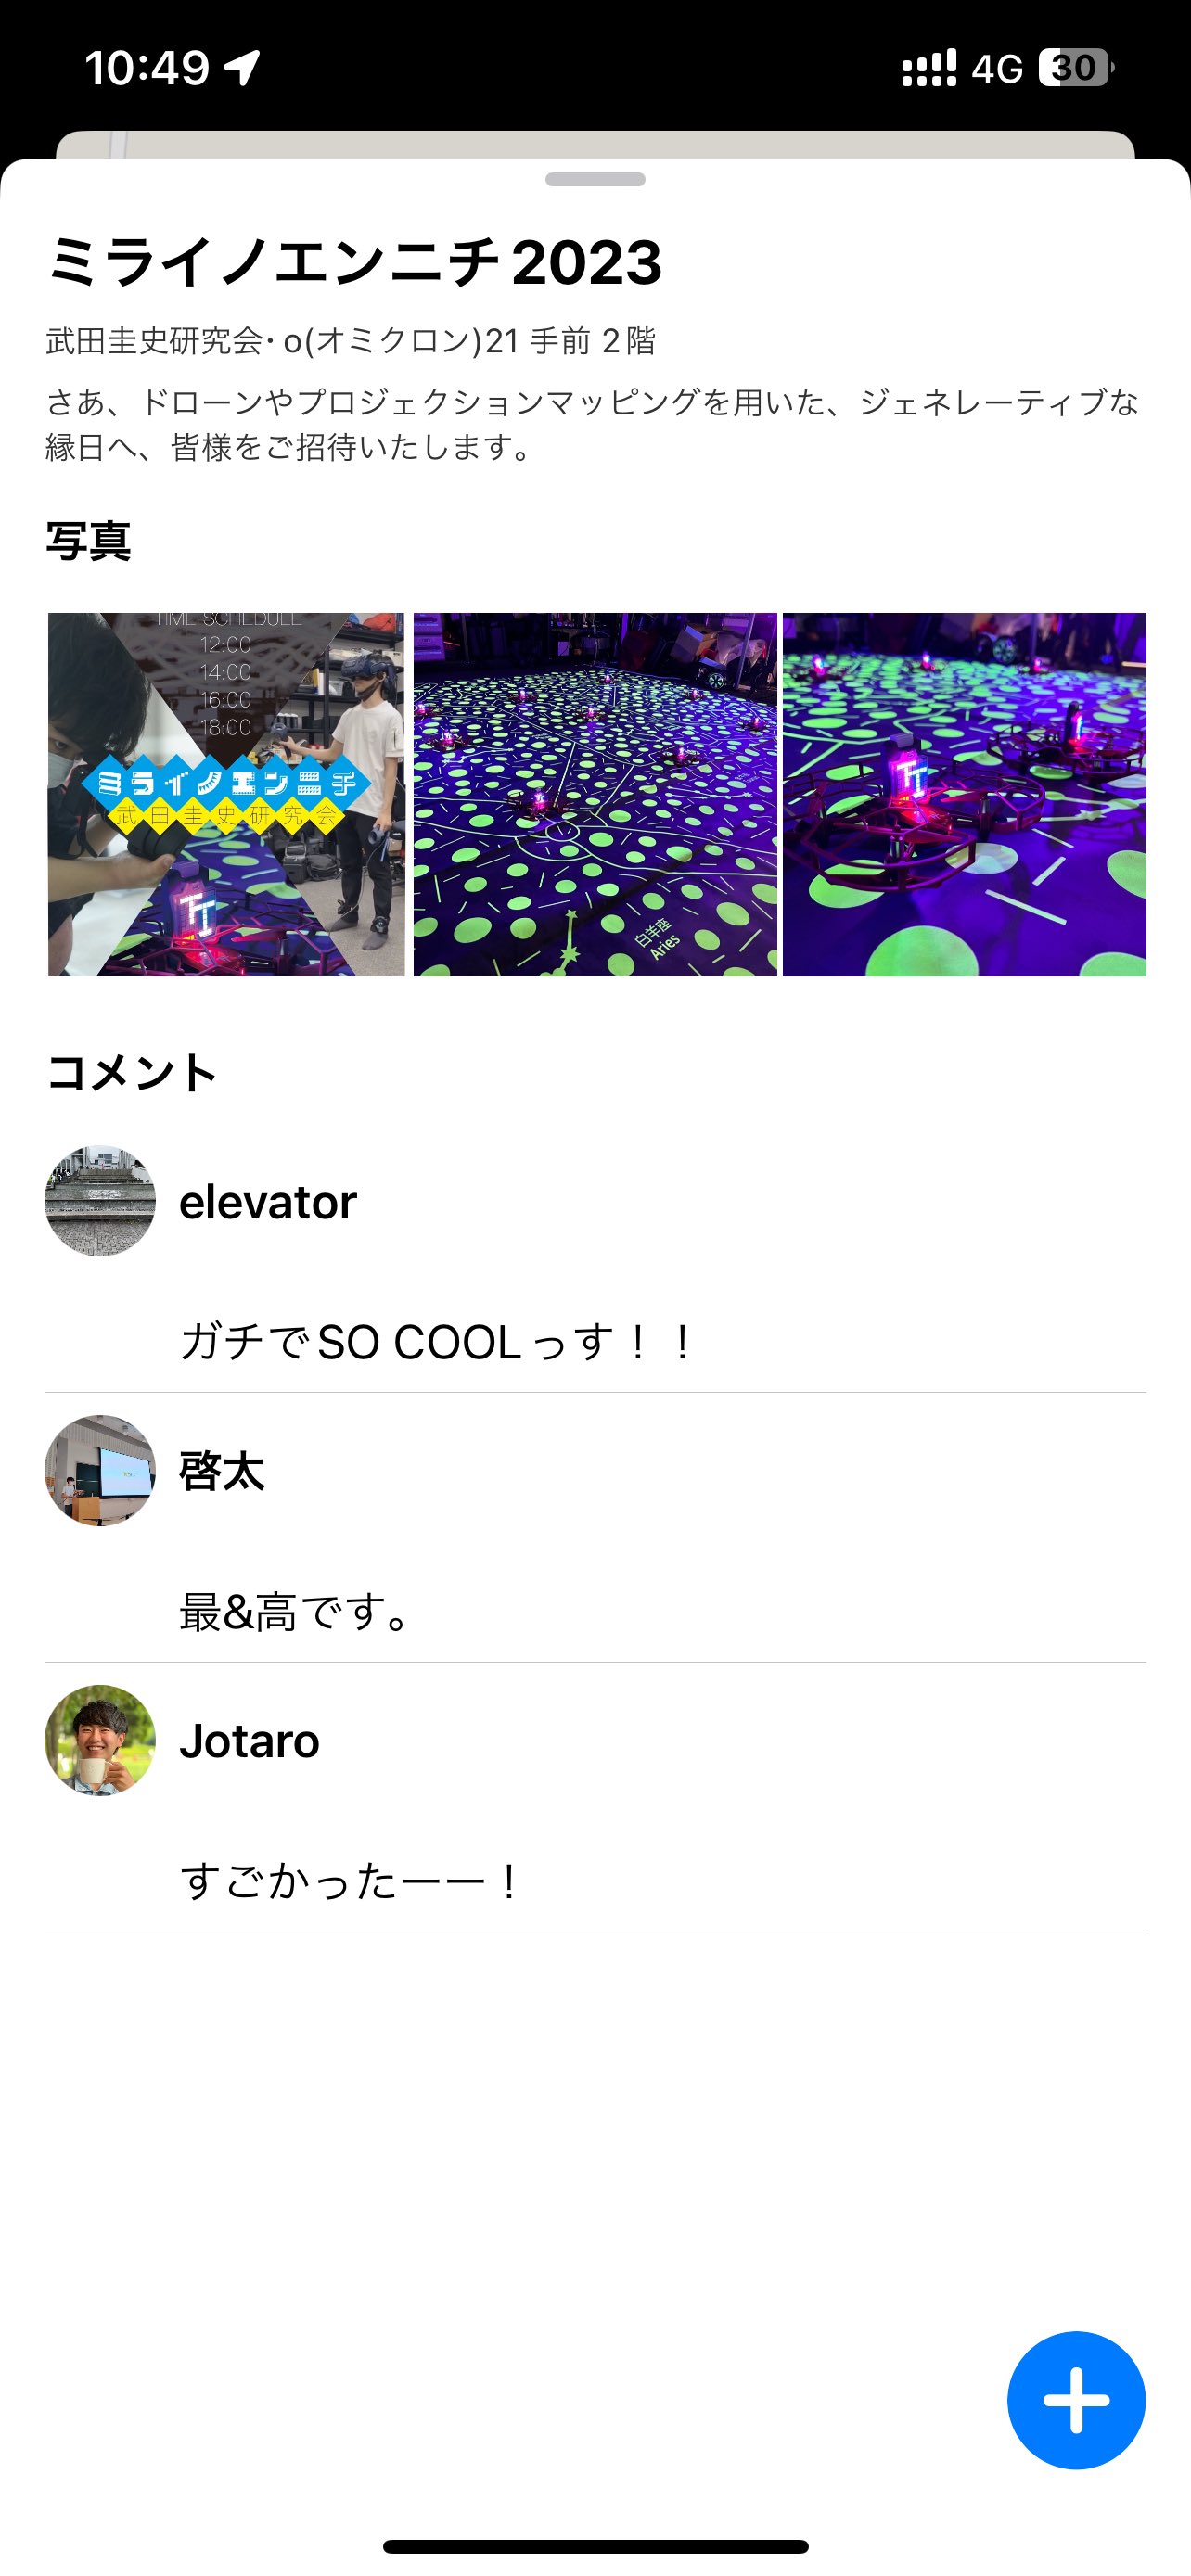 10:49
4G
30
ミライノエンニチ2023
武田圭史研究会・o(オミクロン)21 手前 2階
さあ、ドローンやプロジェクションマッピングを用いた、ジェネレーティブな
縁日へ、皆様をご招待いたします。
写真
TIME SCHEDULE
12:00
14:00
16:00
18:00
ミライノエンニチ
武田圭史研究会
TT
白羊座
Aries
TT
コメント
elevator
ガチでSO COOLっす！！
啓太
最&高です。
Jotaro
すごかったーー！